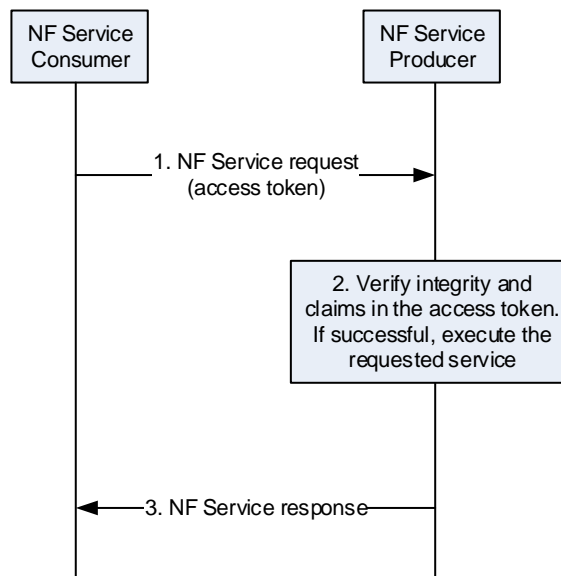 NF Service
Consumer
NF Service
Producer
1. NF Service request
(access token)
2. Verify integrity and
claims in the access token.
If successful, execute the
requested service
3. NF Service response